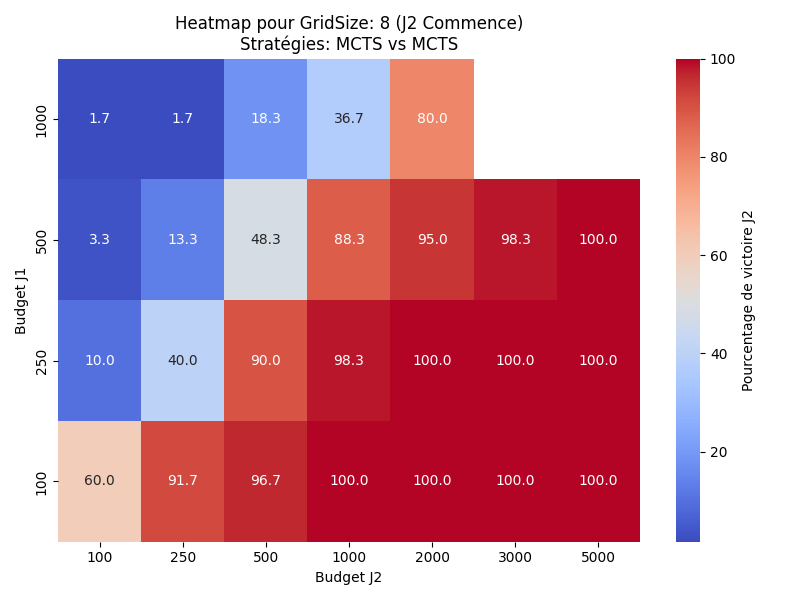 Heatmap pour GridSize: 8 (J2 Commence)
Stratégies: MCTS vs MCTS
Budget J1
1000 1.7 1.7 18.3 36.7 80.0
500 3.3 13.3 48.3 88.3 95.0 98.3 100.0
250 10.0 40.0 90.0 98.3 100.0 100.0 100.0
100 60.0 91.7 96.7 100.0 100.0 100.0 100.0
100 250 500 1000 2000 3000 5000
Budget J2
100
80
60
40
20
Pourcentage de victoire J2